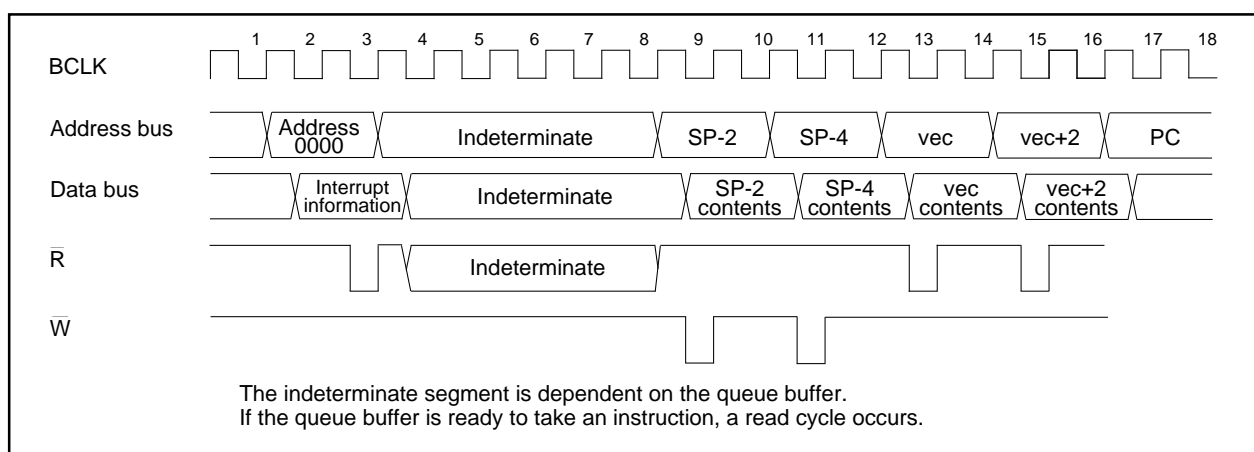 1 2 3 4 5 6 7 8 9 10 11 12 13 14 15 16 17 18
BCLK
Address bus
Address
0000
Indeterminate
SP-2
SP-4
vec
vec+2
PC
Data bus
Interrupt
information
Indeterminate
SP-2
contents
SP-4
contents
vec
contents
vec+2
contents
R̅
Indeterminate
W̅
The indeterminate segment is dependent on the queue buffer.
If the queue buffer is ready to take an instruction, a read cycle occurs.